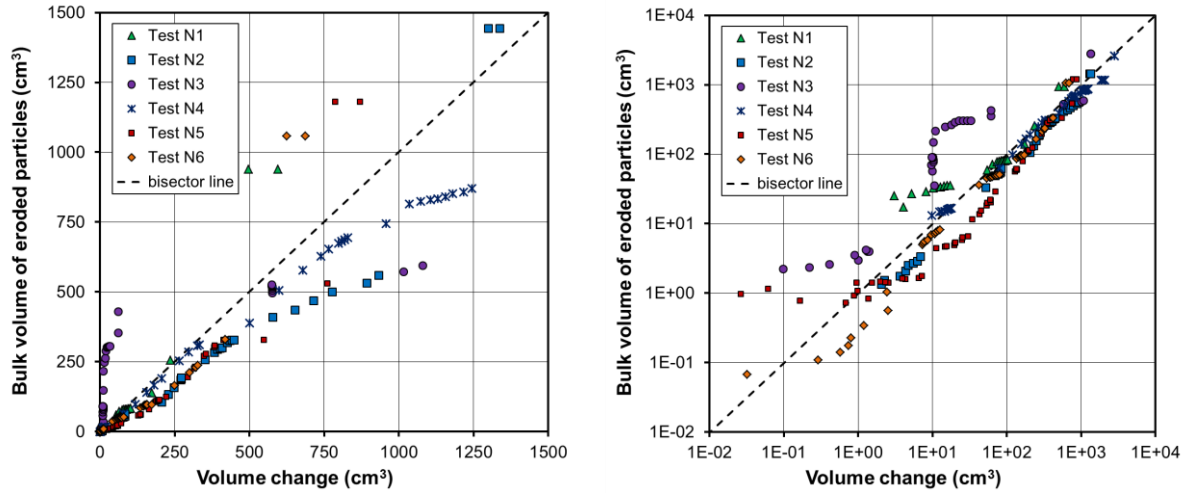 1500
1250
1000
750
500
250
0
Bulk volume of eroded particles (cm³)
Test N1
Test N2
Test N3
Test N4
Test N5
Test N6
bisector line
0 250 500 750 1000 1250 1500
Volume change (cm³)
1E+04
1E+03
1E+02
1E+01
1E+00
1E-01
1E-02
Bulk volume of eroded particles (cm³)
Test N1
Test N2
Test N3
Test N4
Test N5
Test N6
bisector line
1E-02 1E-01 1E+00 1E+01 1E+02 1E+03 1E+04
Volume change (cm³)